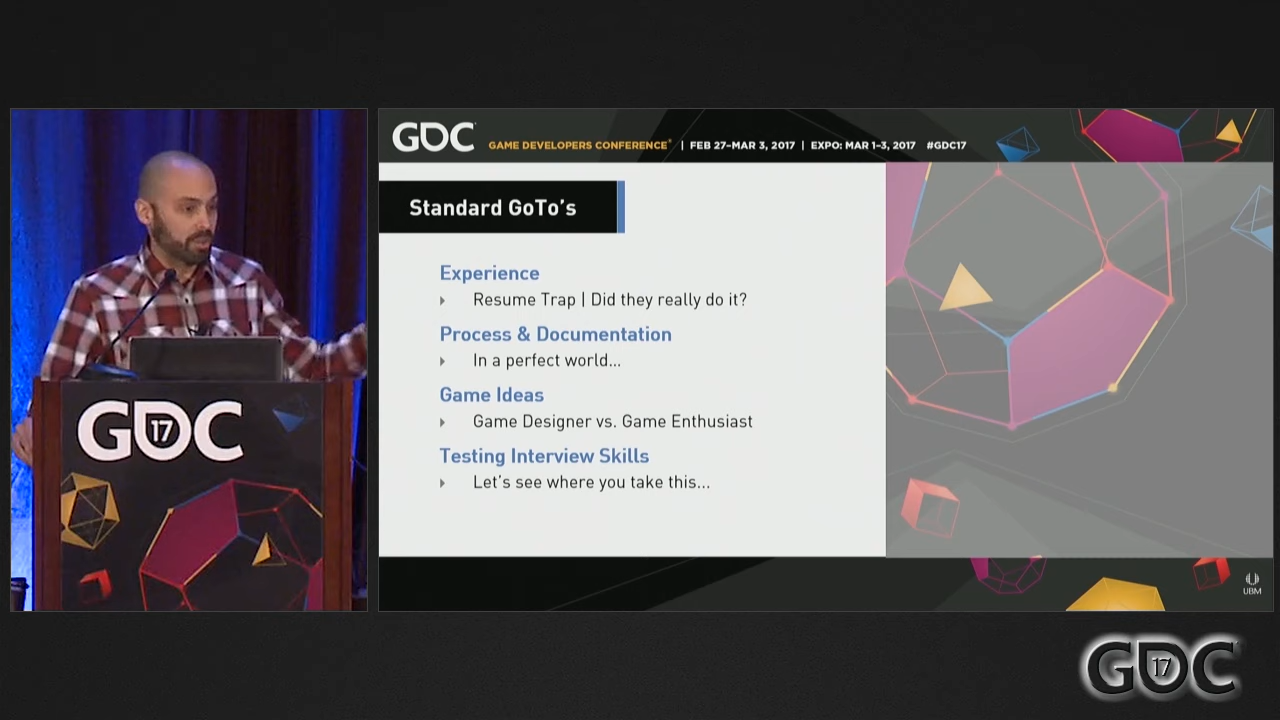 GDC
GAME DEVELOPERS CONFERENCE® | FEB 27–MAR 3, 2017 | EXPO: MAR 1–3, 2017 #GDC17
Standard GoTo's
Experience
Resume Trap | Did they really do it?
Process & Documentation
In a perfect world...
Game Ideas
Game Designer vs. Game Enthusiast
Testing Interview Skills
Let's see where you take this...
UBM
GDC
17
GDC
17